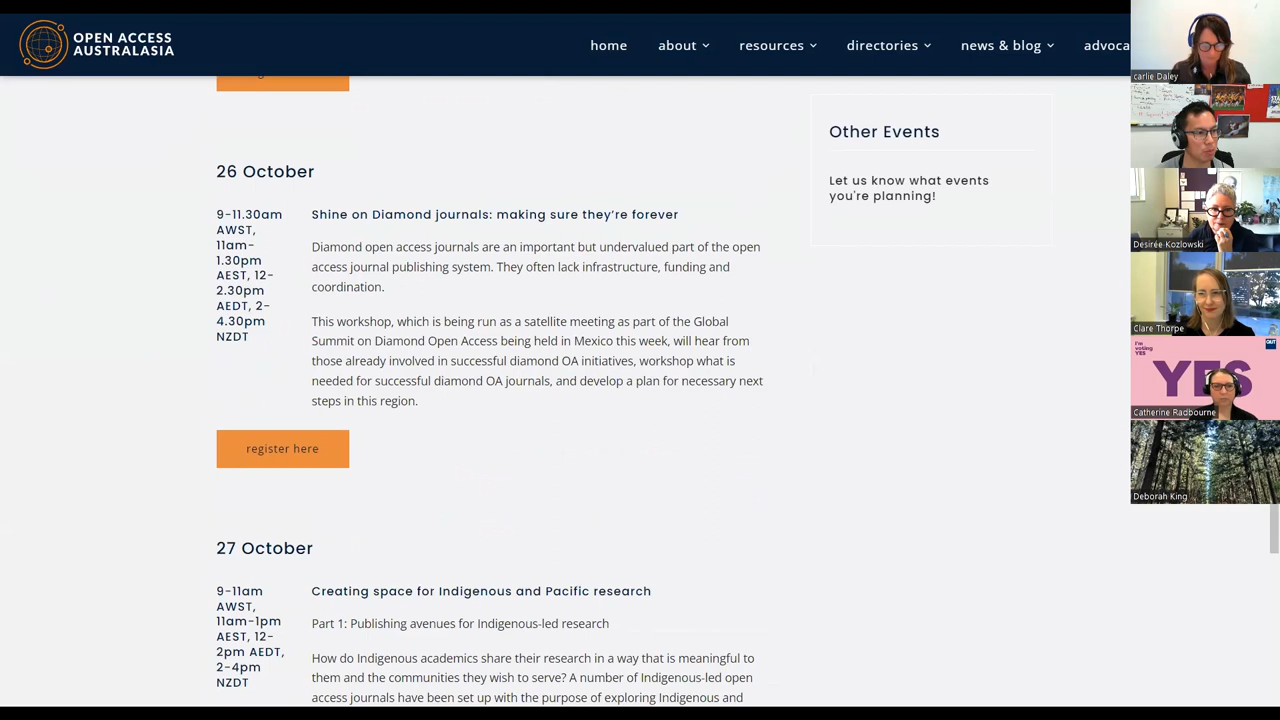 OPEN ACCESS
AUSTRALASIA
home
about
resources
directories
news & blog
advoca
26 October
9-11.30am
AWST,
11am-
1.30pm
AEST, 12-
2.30pm
AEDT, 2-
4.30pm
NZDT
Shine on Diamond journals: making sure they're forever
Diamond open access journals are an important but undervalued part of the open
access journal publishing system. They often lack infrastructure, funding and
coordination.
This workshop, which is being run as a satellite meeting as part of the Global
Summit on Diamond Open Access being held in Mexico this week, will hear from
those already involved in successful diamond OA initiatives, workshop what is
needed for successful diamond OA journals, and develop a plan for necessary next
steps in this region.
register here
27 October
9-11am
AWST,
11am-1pm
AEST, 12-
2pm AEDT,
2-4pm
NZDT
Creating space for Indigenous and Pacific research
Part 1: Publishing avenues for Indigenous-led research
How do Indigenous academics share their research in a way that is meaningful to
them and the communities they wish to serve? A number of Indigenous-led open
access journals have been set up with the purpose of exploring Indigenous and
Other Events
Let us know what events
you're planning!
carlie Daley
Desirée Kozlowski
Clare Thorpe
I'm
voting
YES
QUT
YES
Catherine Radbourne
Deborah King